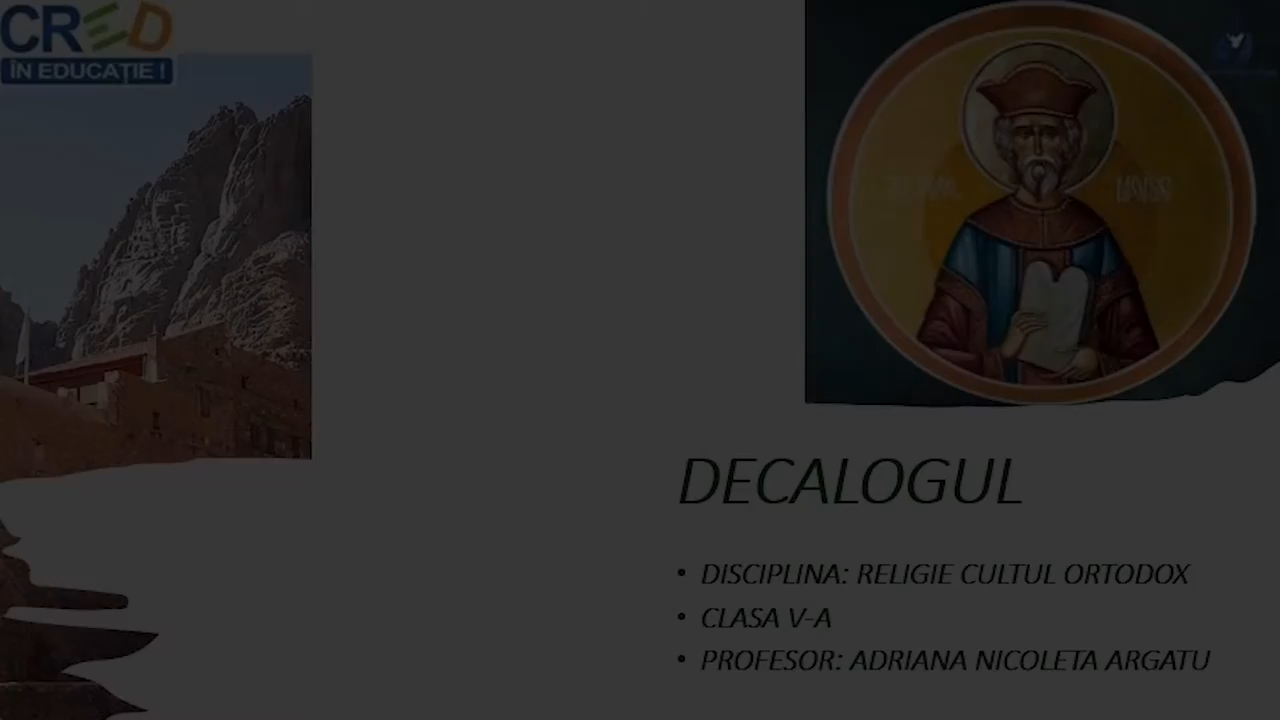 CRED
ÎN EDUCAȚIE !
DECALOGUL
• DISCIPLINA: RELIGIE CULTUL ORTODOX
• CLASA V-A
• PROFESOR: ADRIANA NICOLETA ARGATU